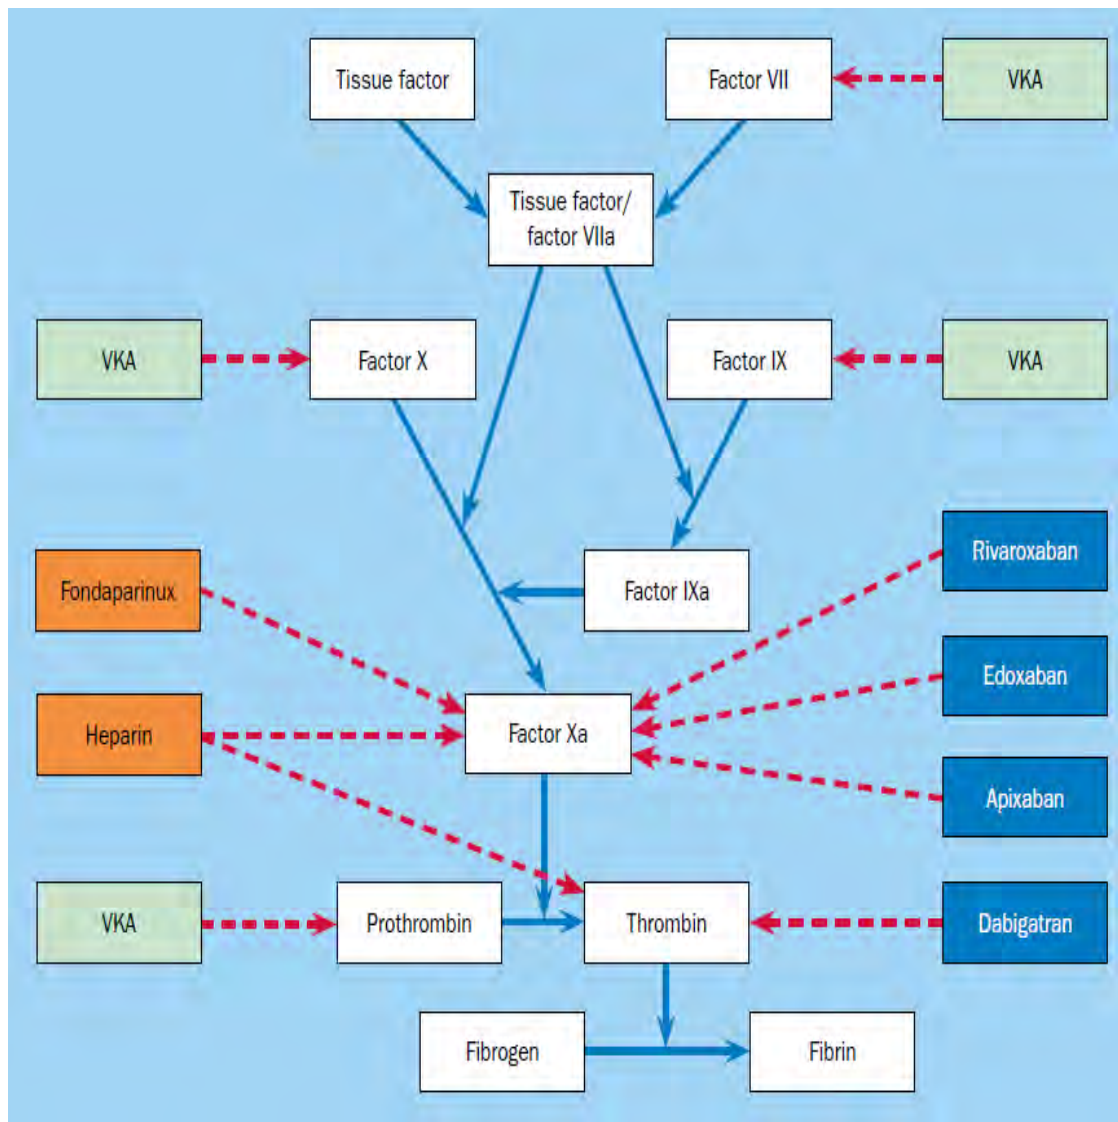 Tissue factor
Factor VII
VKA
Tissue factor/
factor VIIa
VKA
Factor X
Factor IX
VKA
Fondaparinux
Factor IXa
Rivaroxaban
Edoxaban
Heparin
Factor Xa
Apixaban
VKA
Prothrombin
Thrombin
Dabigatran
Fibrogen
Fibrin